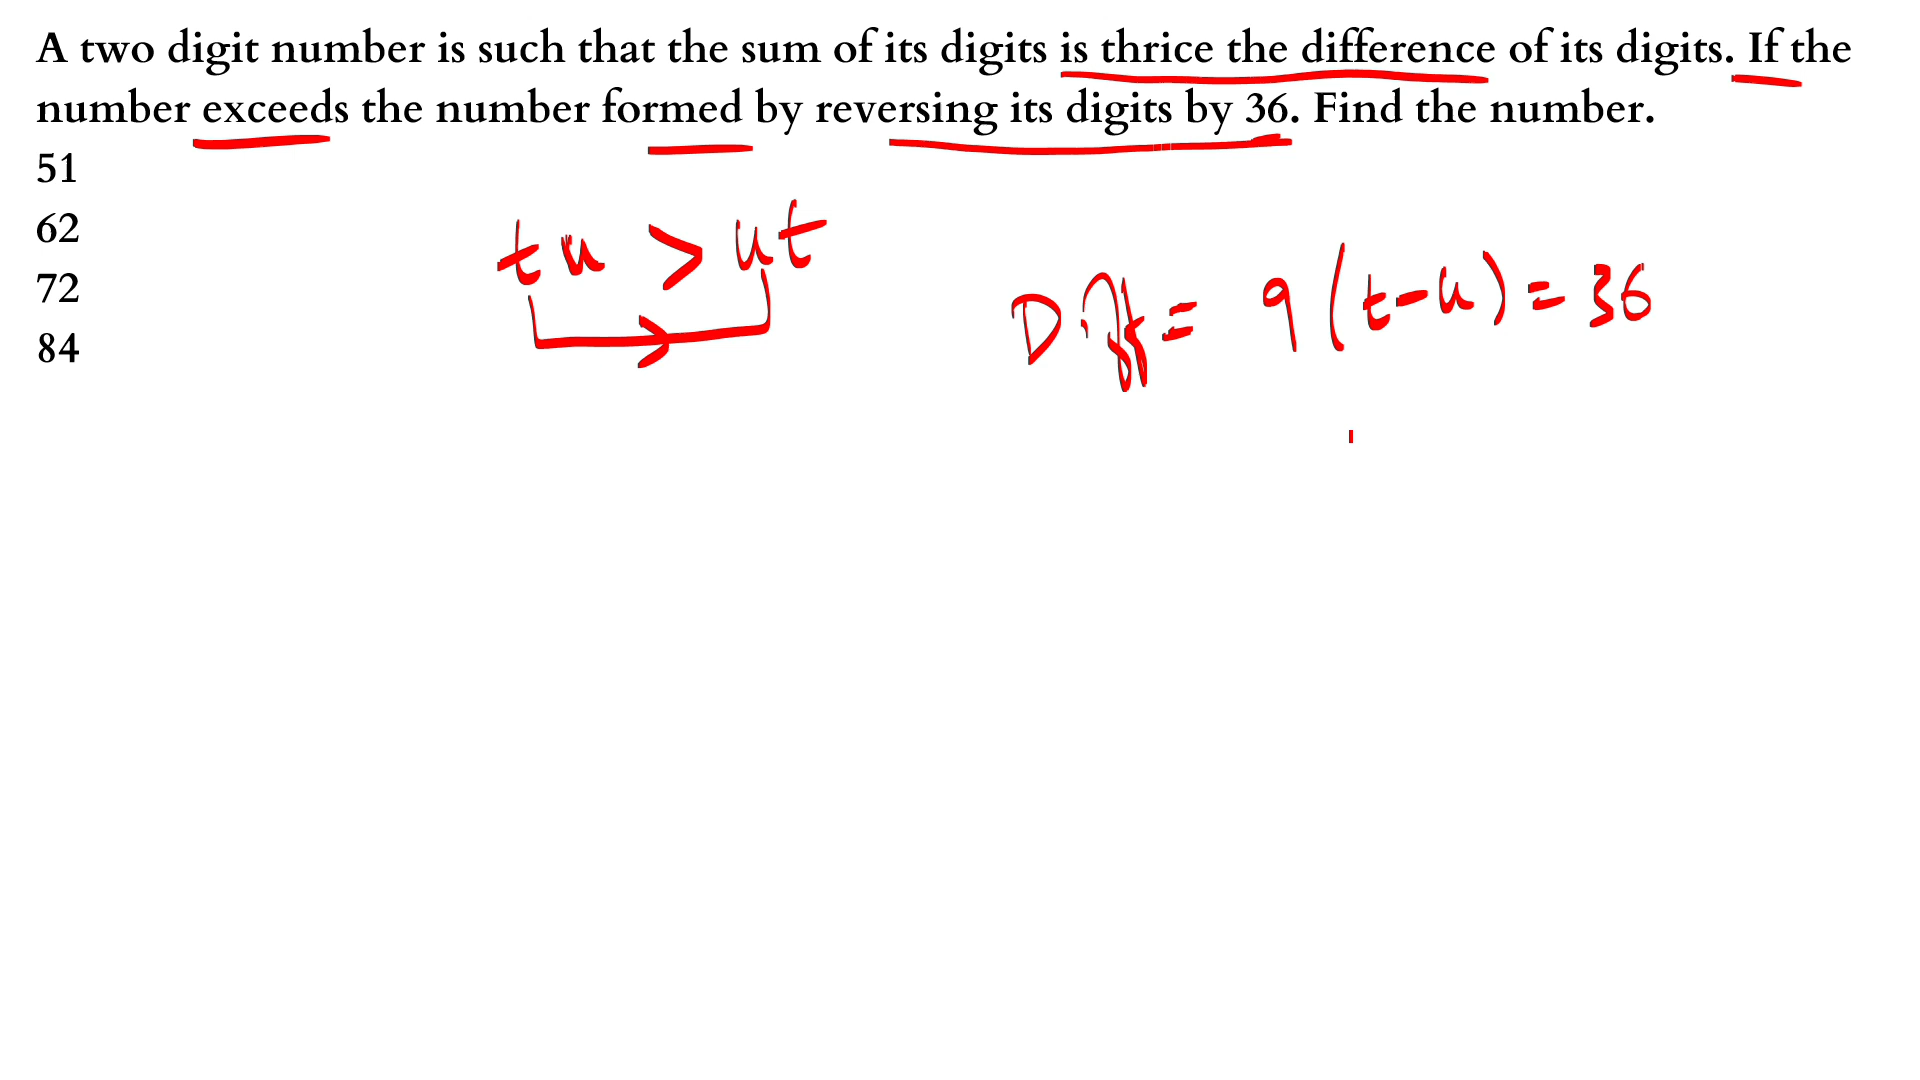 A two digit number is such that the sum of its digits is thrice the difference of its digits. If the
number exceeds the number formed by reversing its digits by 36. Find the number.
51
62
72
84
tu > ut
Diff = 9(t-u) = 36